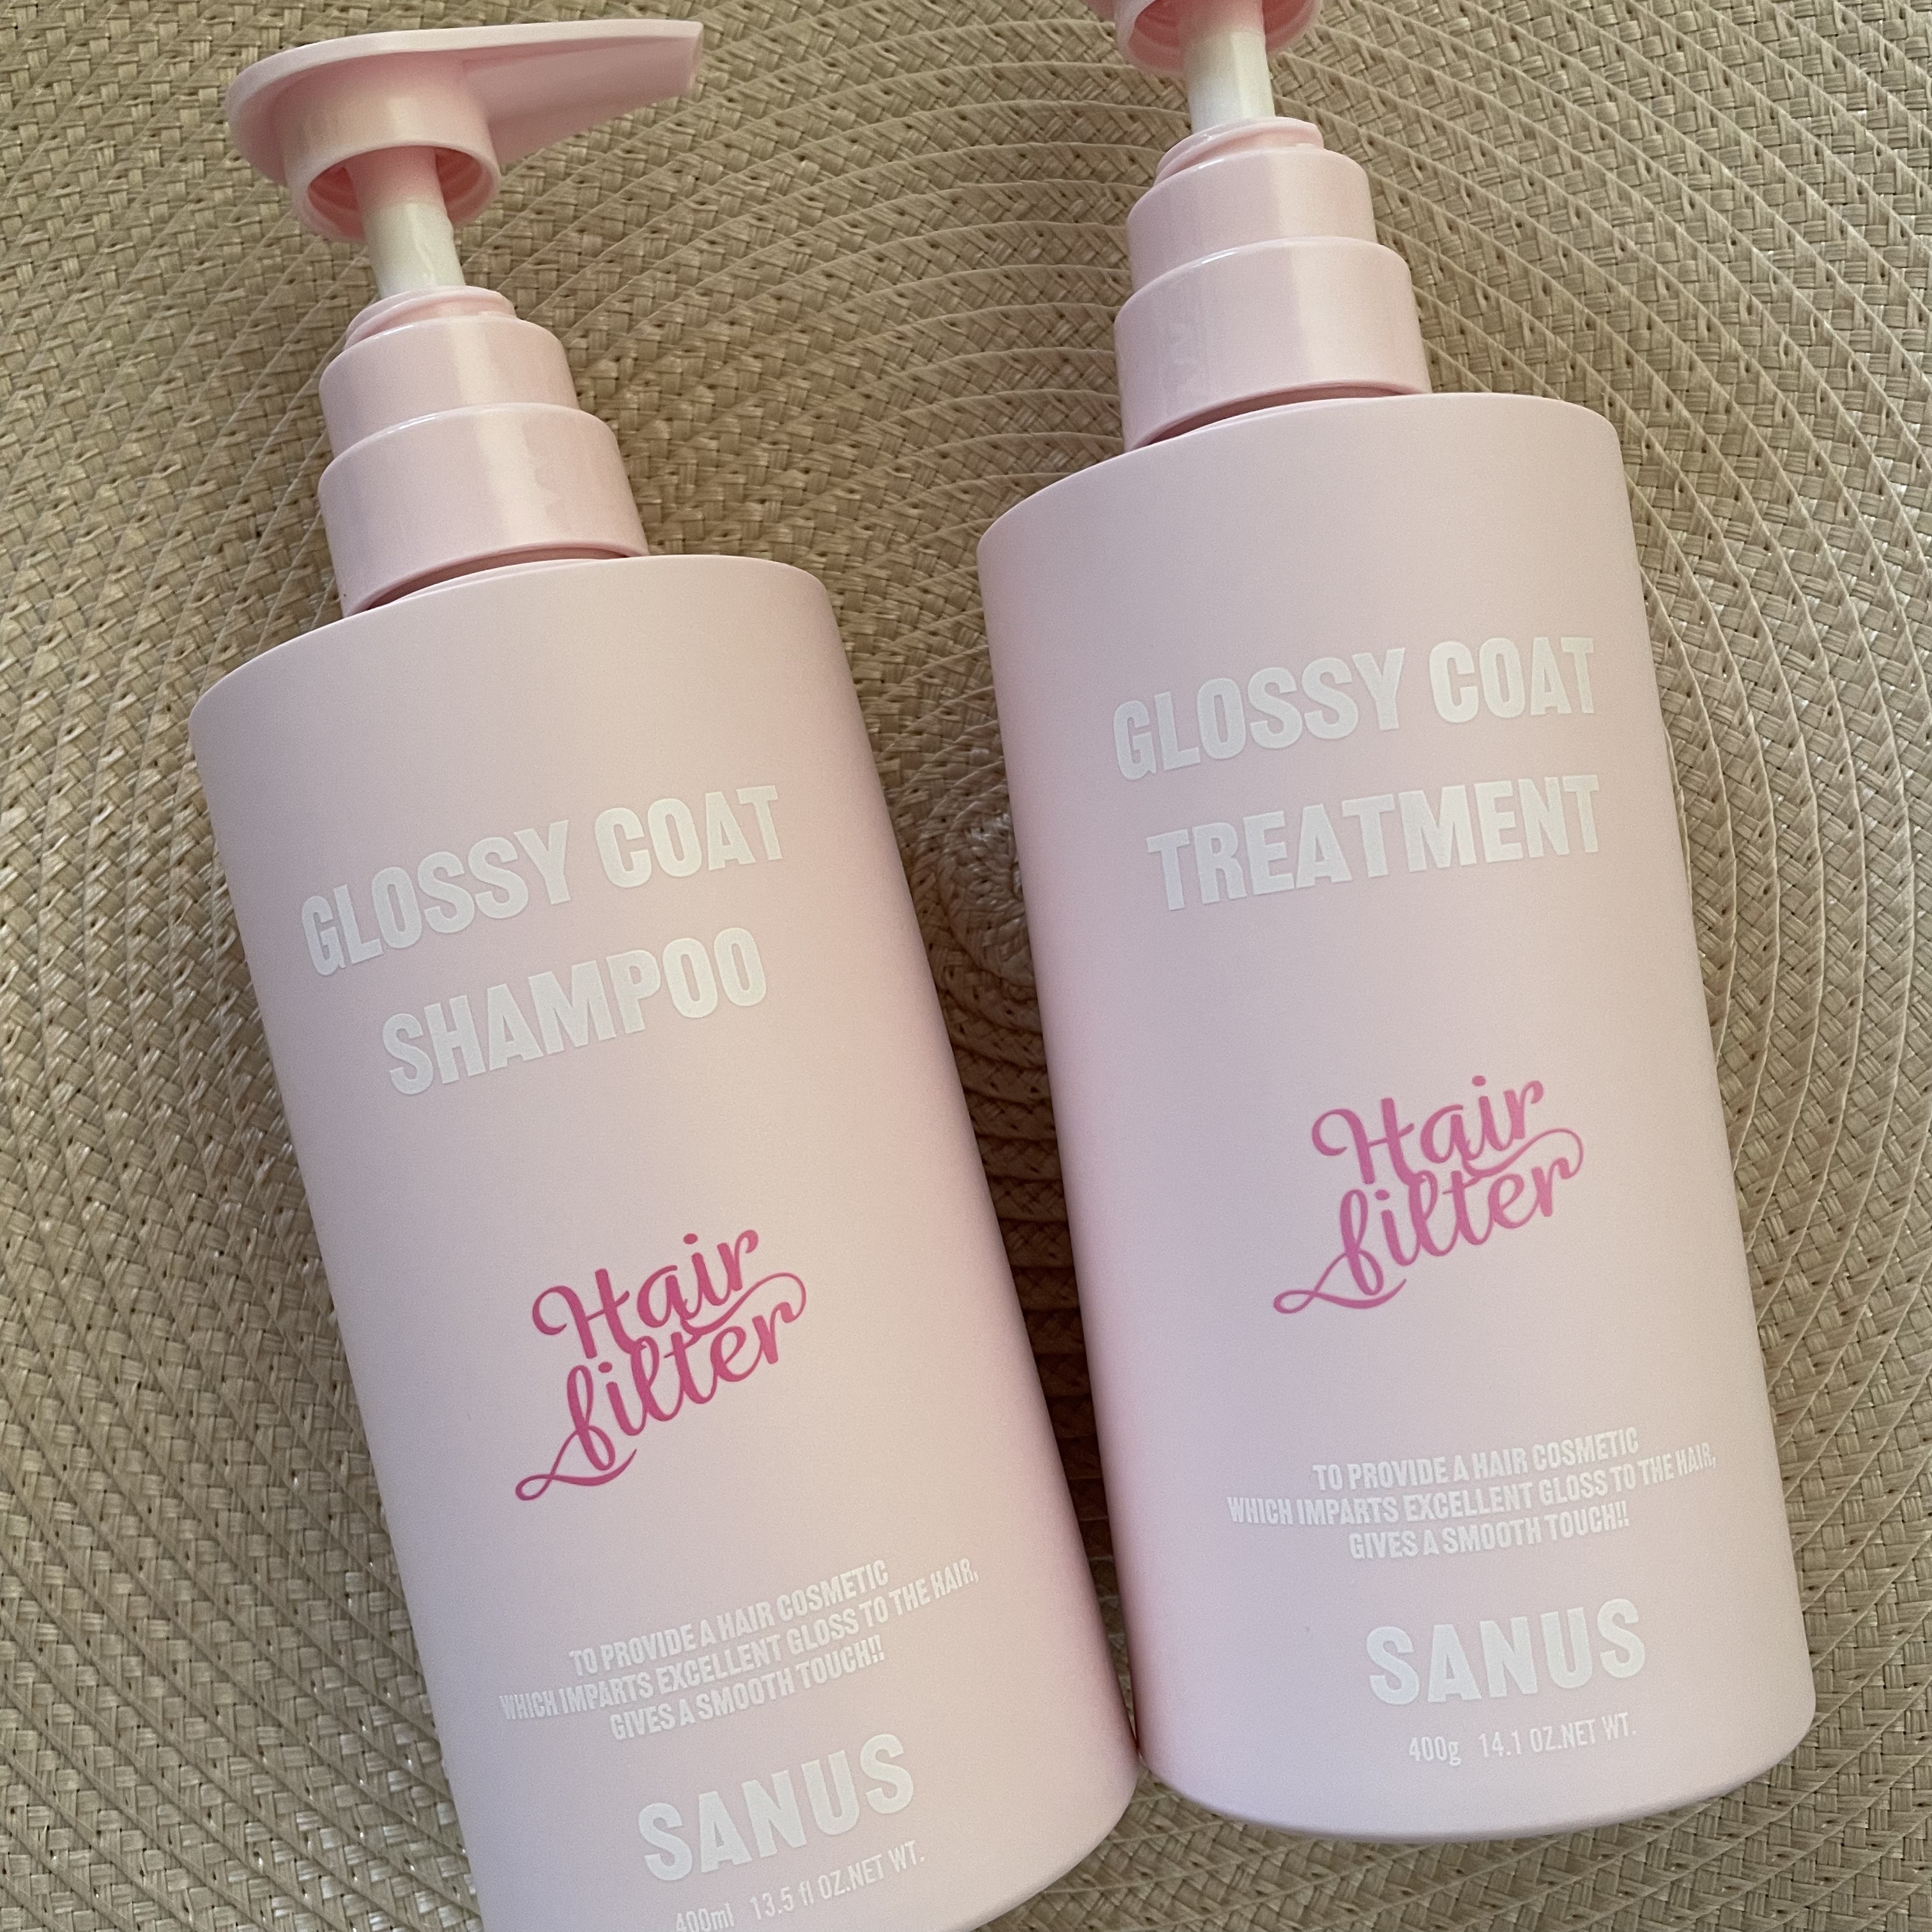 GLOSSY COAT
SHAMPOO
Hair
filter
TO PROVIDE A HAIR COSMETIC
WHICH IMPARTS EXCELLENT GLOSS TO THE HAIR,
GIVES A SMOOTH TOUCH!!
SANUS
400ml 13.5 fl OZ.NET WT.
GLOSSY COAT
TREATMENT
Hair
filter
TO PROVIDE A HAIR COSMETIC
WHICH IMPARTS EXCELLENT GLOSS TO THE HAIR,
GIVES A SMOOTH TOUCH!!
SANUS
400g 14.1 OZ.NET WT.